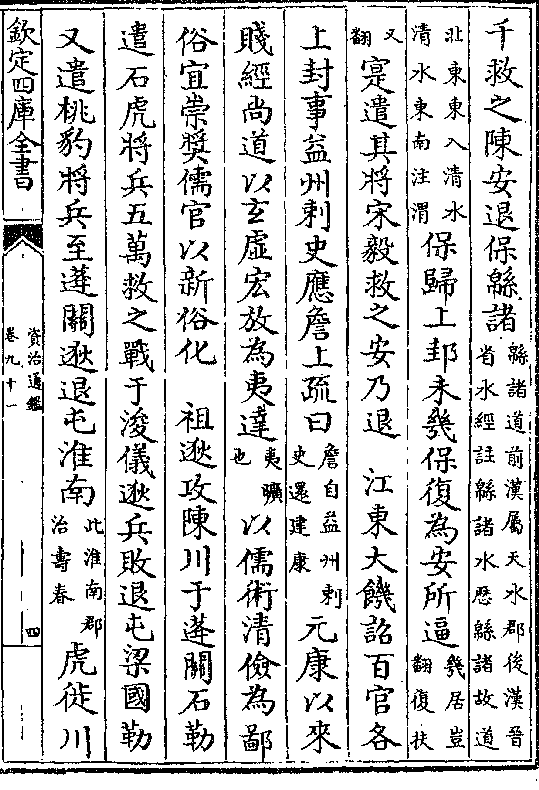 千救之陳安退保緜諸緜諸道前漢屬天水郡後漢晉省水經註緜諸水歷緜諸故道
北東東入清水清水東南注渭保歸上邽未幾保復為安所逼幾居豈翻復扶
又翻寔遣其將宋毅救之安乃退　江東大饑詔百官各
上封事益州刺史應詹上疏曰詹自益州刺史還建康元康以來
賤經尚道以玄虛宏放為夷達夷曠也以儒術清儉為鄙
俗宜崇奬儒官以新俗化　祖逖攻陳川于蓬關石勒
遣石虎將兵五萬救之戰于浚儀逖兵敗退屯梁國勒
又遣桃豹將兵至蓬關逖退屯淮南此淮南郡治壽春虎徙川
欽定四庫全書
資治通鑑
卷九十一
四